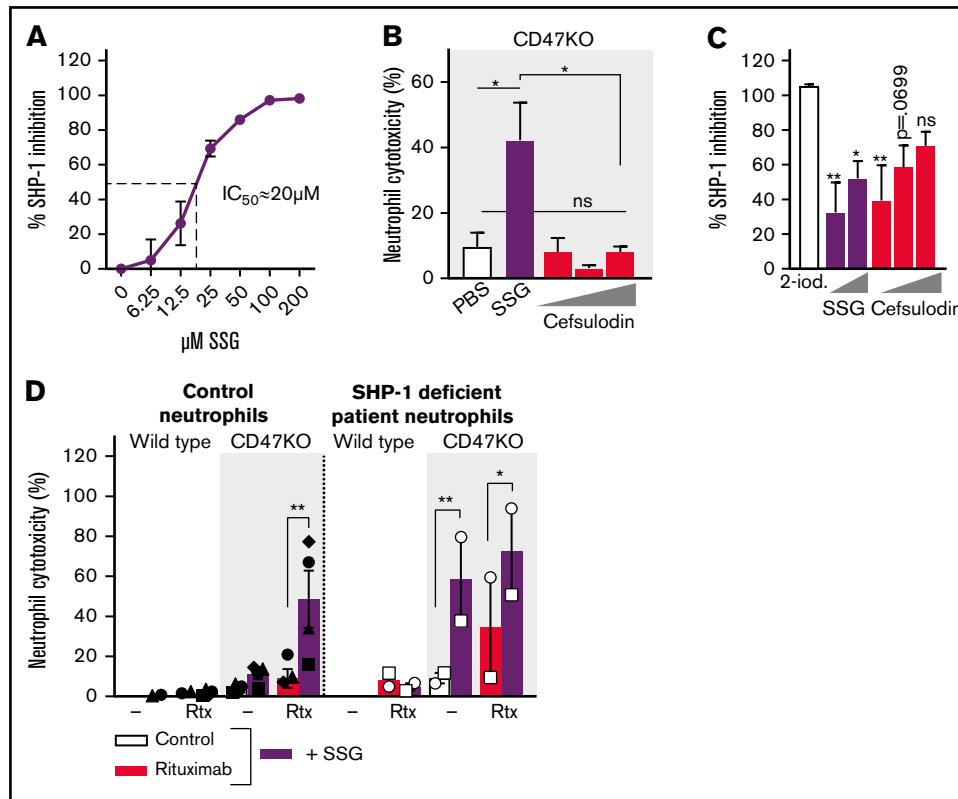 A
120
100
80
60
40
20
0
% SHP-1 inhibition
IC50≈20µM
0
6.25
12.5
25
50
100
200
µM SSG
B
CD47KO
60
40
20
0
Neutrophil cytotoxicity (%)
*
*
ns
PBS
SSG
Cefsulodin
C
120
100
80
60
40
20
0
% SHP-1 inhibition
**
*
**
p=.0699
ns
2-iod.
SSG Cefsulodin
D
Control neutrophils
SHP-1 deficient patient neutrophils
Wild type
CD47KO
Wild type
CD47KO
120
100
80
60
40
20
0
Neutrophil cytotoxicity (%)
**
**
*
– Rtx – Rtx – Rtx – Rtx
Control
Rituximab
+ SSG